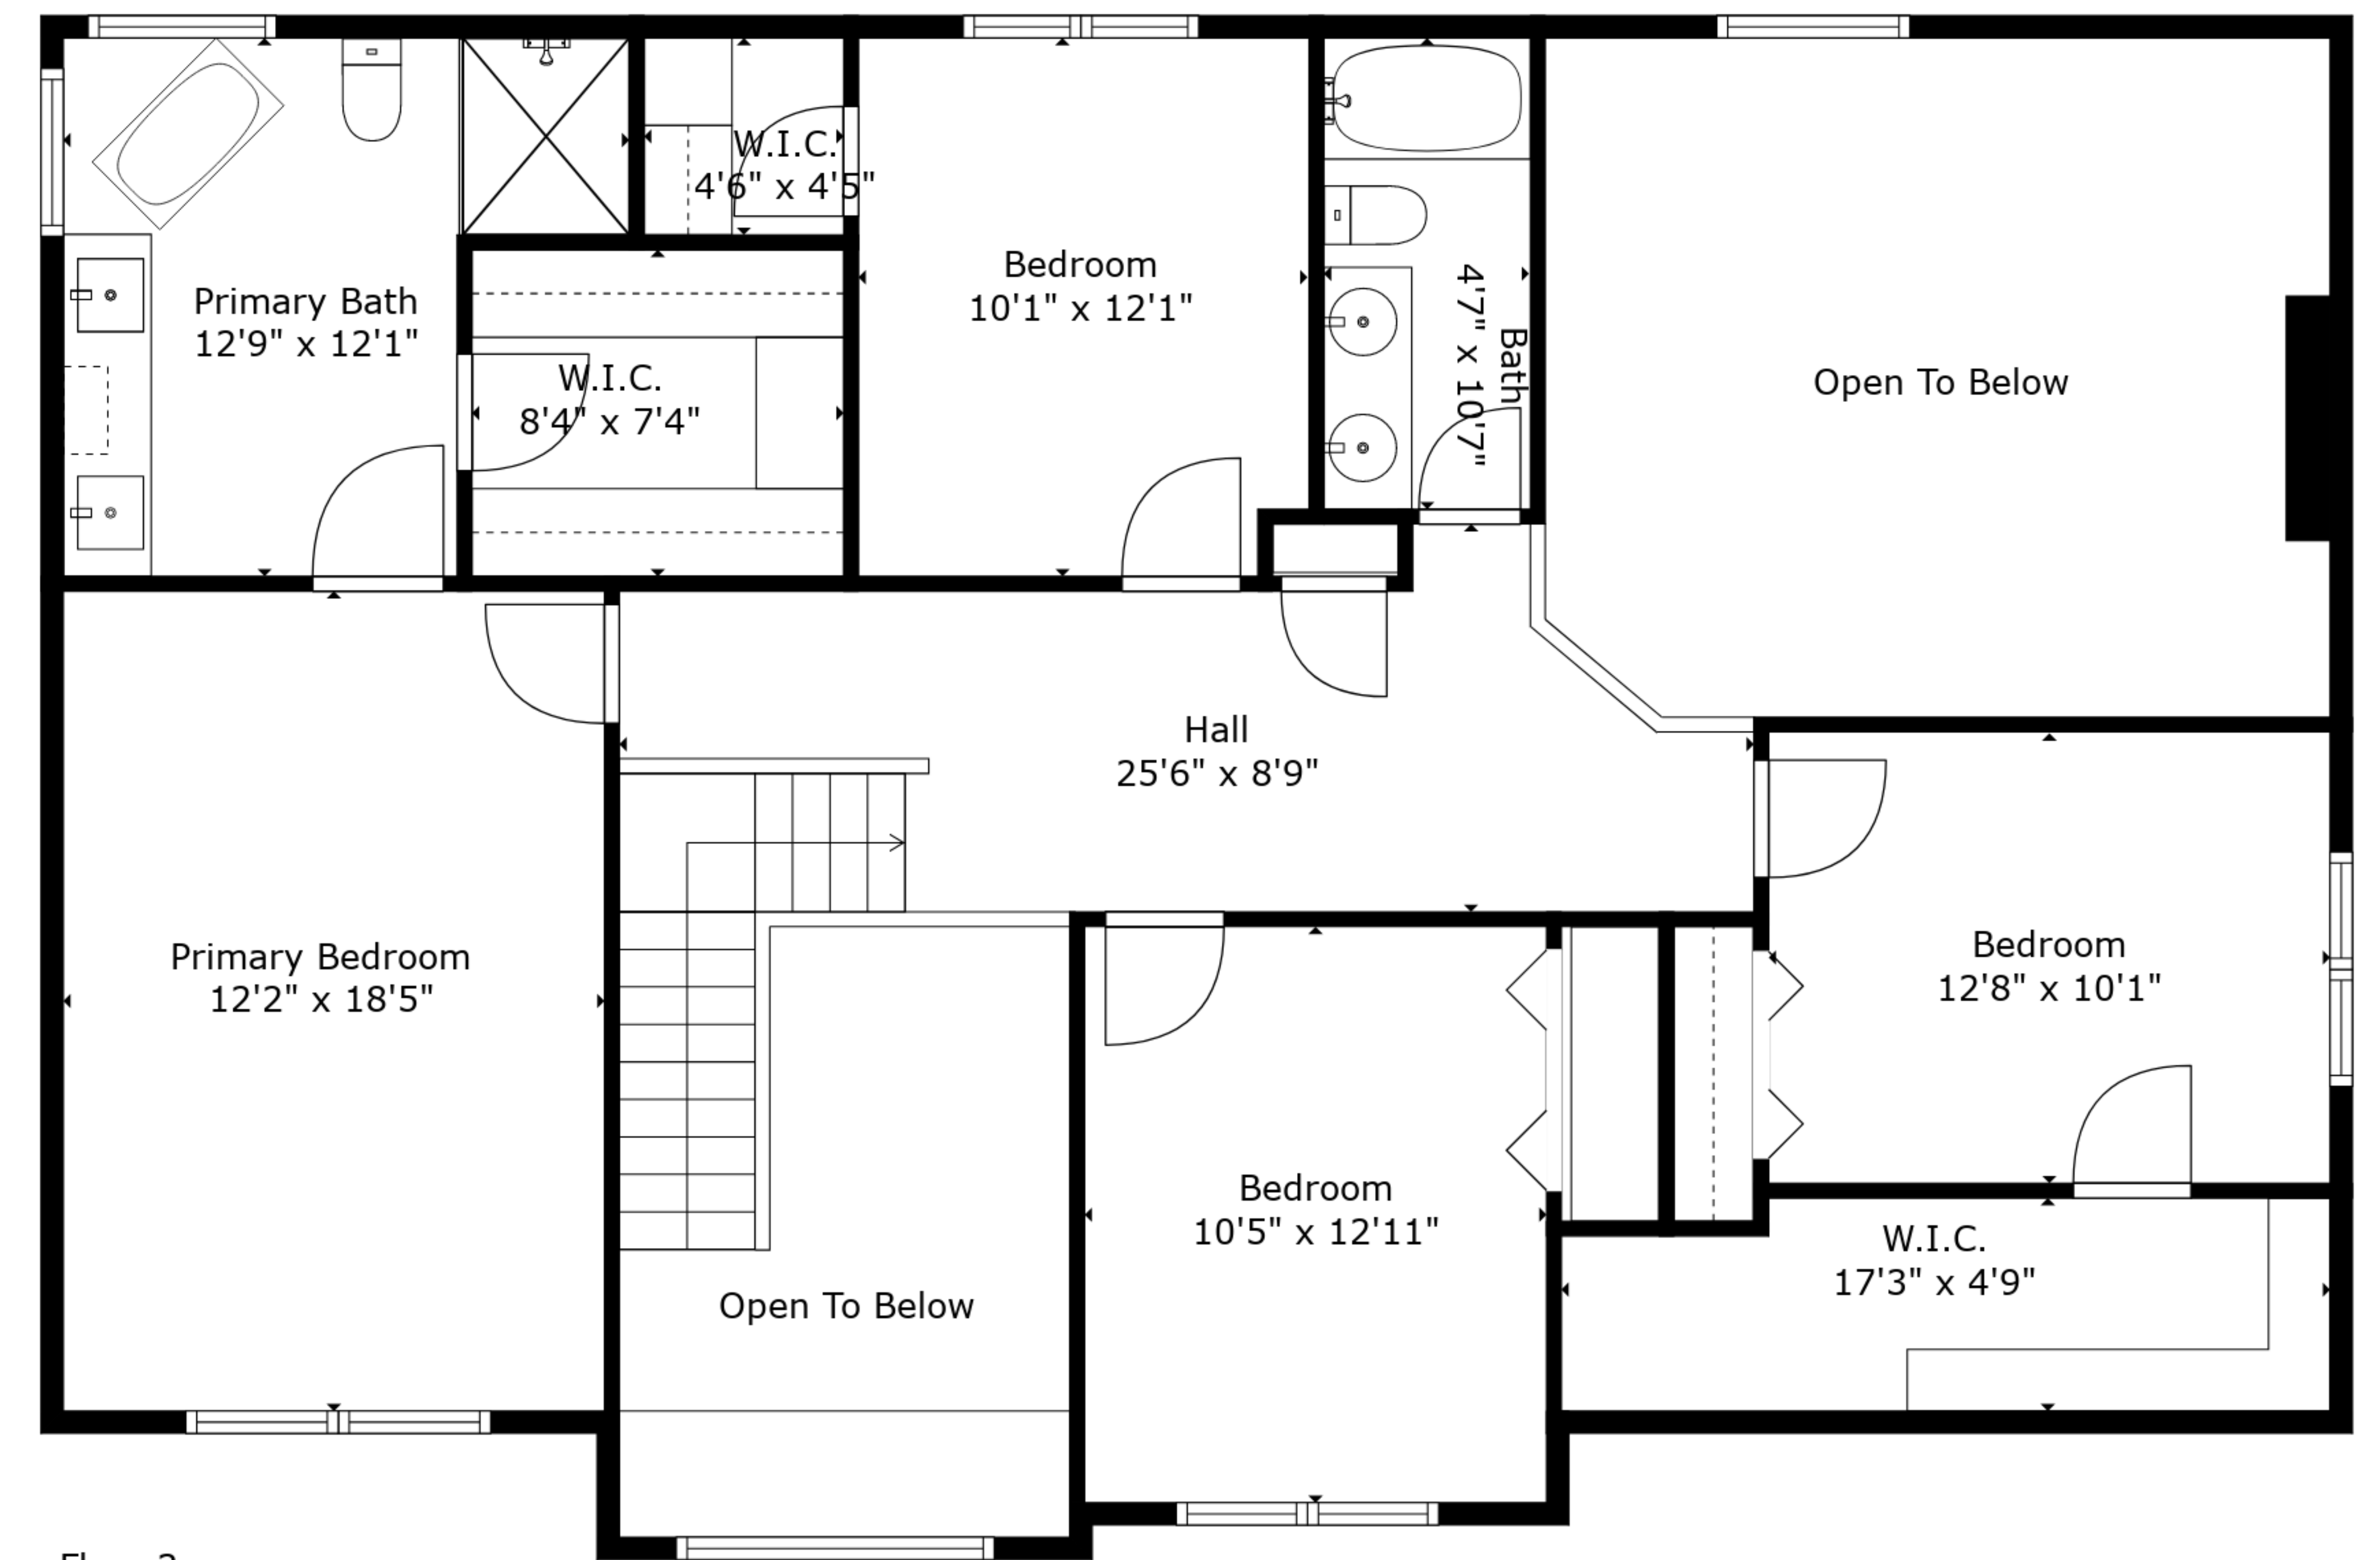 W.I.C.
4'6" x 4'5"
Primary Bath
12'9" x 12'1"
Bedroom
10'1" x 12'1"
Bath
4'7" x 10'7"
W.I.C.
8'4" x 7'4"
Open To Below
Hall
25'6" x 8'9"
Primary Bedroom
12'2" x 18'5"
Bedroom
12'8" x 10'1"
Bedroom
10'5" x 12'11"
W.I.C.
17'3" x 4'9"
Open To Below